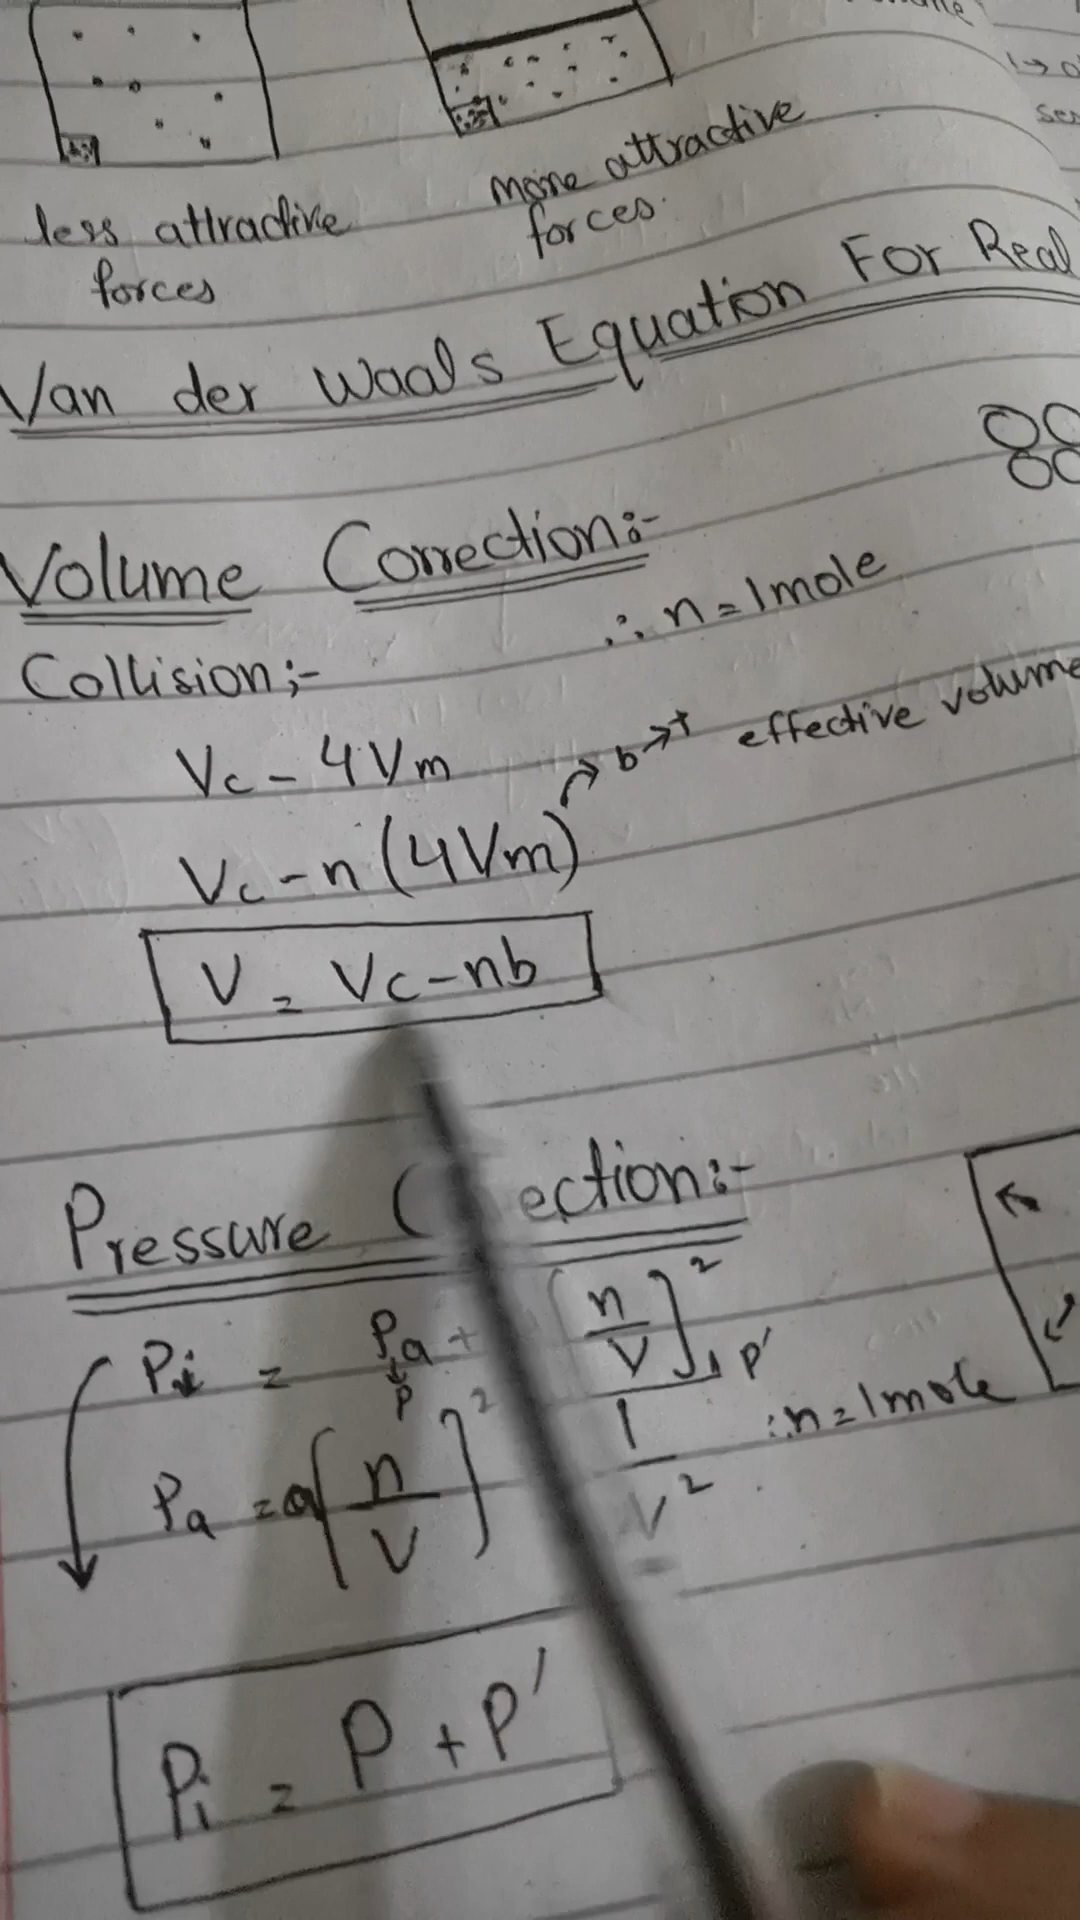 less attractive
forces
more attractive
forces.
Van der Waals Equation For Real
Volume Correction:-
∴ n = 1mole
Collision;-
Vc - 4Vm
b → effective volume
Vc - n (4Vm)
V = Vc - nb
Pressure C ection:-
Pi = Pa + [n/V]² P'
P
Pa = a[n/V]² 1/V² ∴ n = 1mole
Pi = P + P'